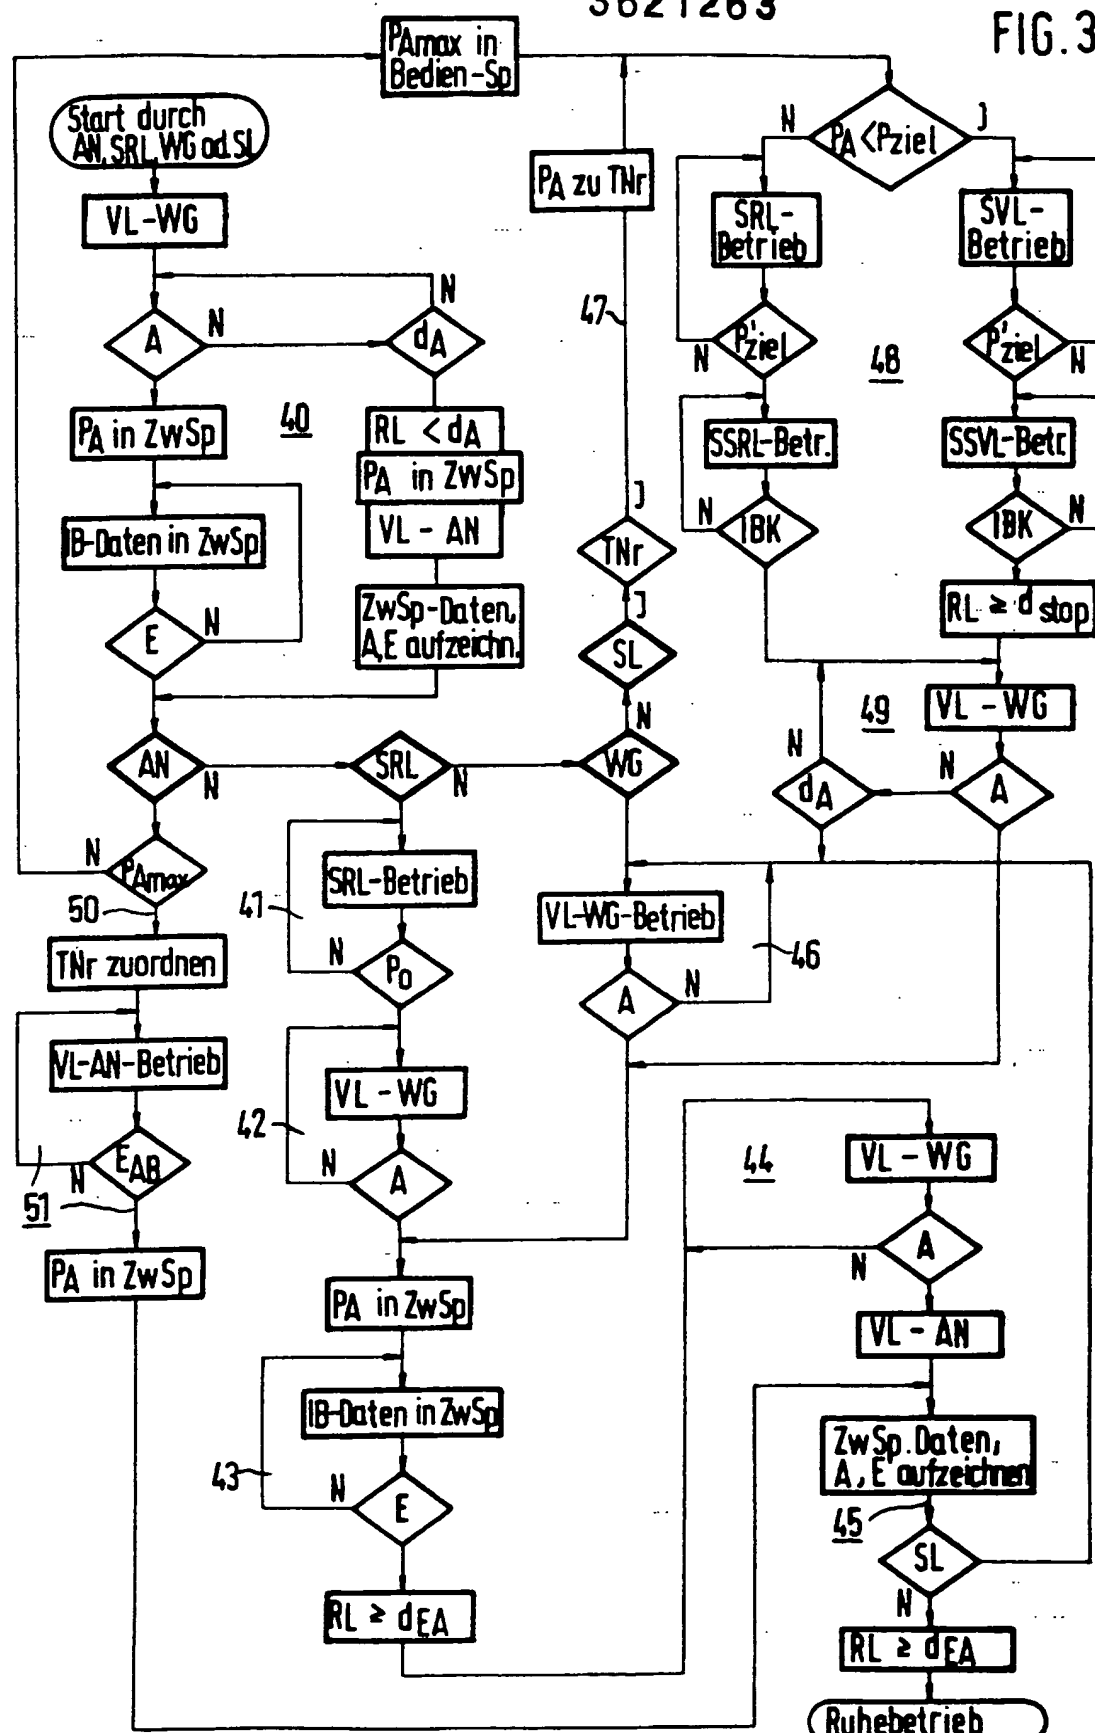 3621263
FIG. 3
PAmax in
Bedien-Sp
Start durch
AN, SRL, WG od. SL
VL-WG
A
N
dA
N
PA in ZwSp
40
RL < dA
PA in ZwSp
VL - AN
IB-Daten in ZwSp
E
N
ZwSp-Daten,
A,E aufzeichn.
AN
N
SRL
N
WG
N
SL
J
TNr
J
47
PA zu TNr
PA < Pziel
N
J
SRL-
Betrieb
SVL-
Betrieb
P'ziel
N
P'ziel
N
48
SSRL-Betr.
SSVL-Betr.
IBK
N
IBK
N
RL ≥ dstop
49
VL - WG
N
dA
N
A
PAmax
N
50
TNr zuordnen
VL-AN-Betrieb
EAB
N
51
PA in ZwSp
SRL-Betrieb
41
N
P0
VL - WG
42
N
A
VL-WG-Betrieb
46
A
N
PA in ZwSp
IB-Daten in ZwSp
43
N
E
RL ≥ dEA
44
VL - WG
A
N
VL - AN
ZwSp.Daten,
A, E aufzeichnen
45
SL
N
RL ≥ dEA
Ruhebetrieb